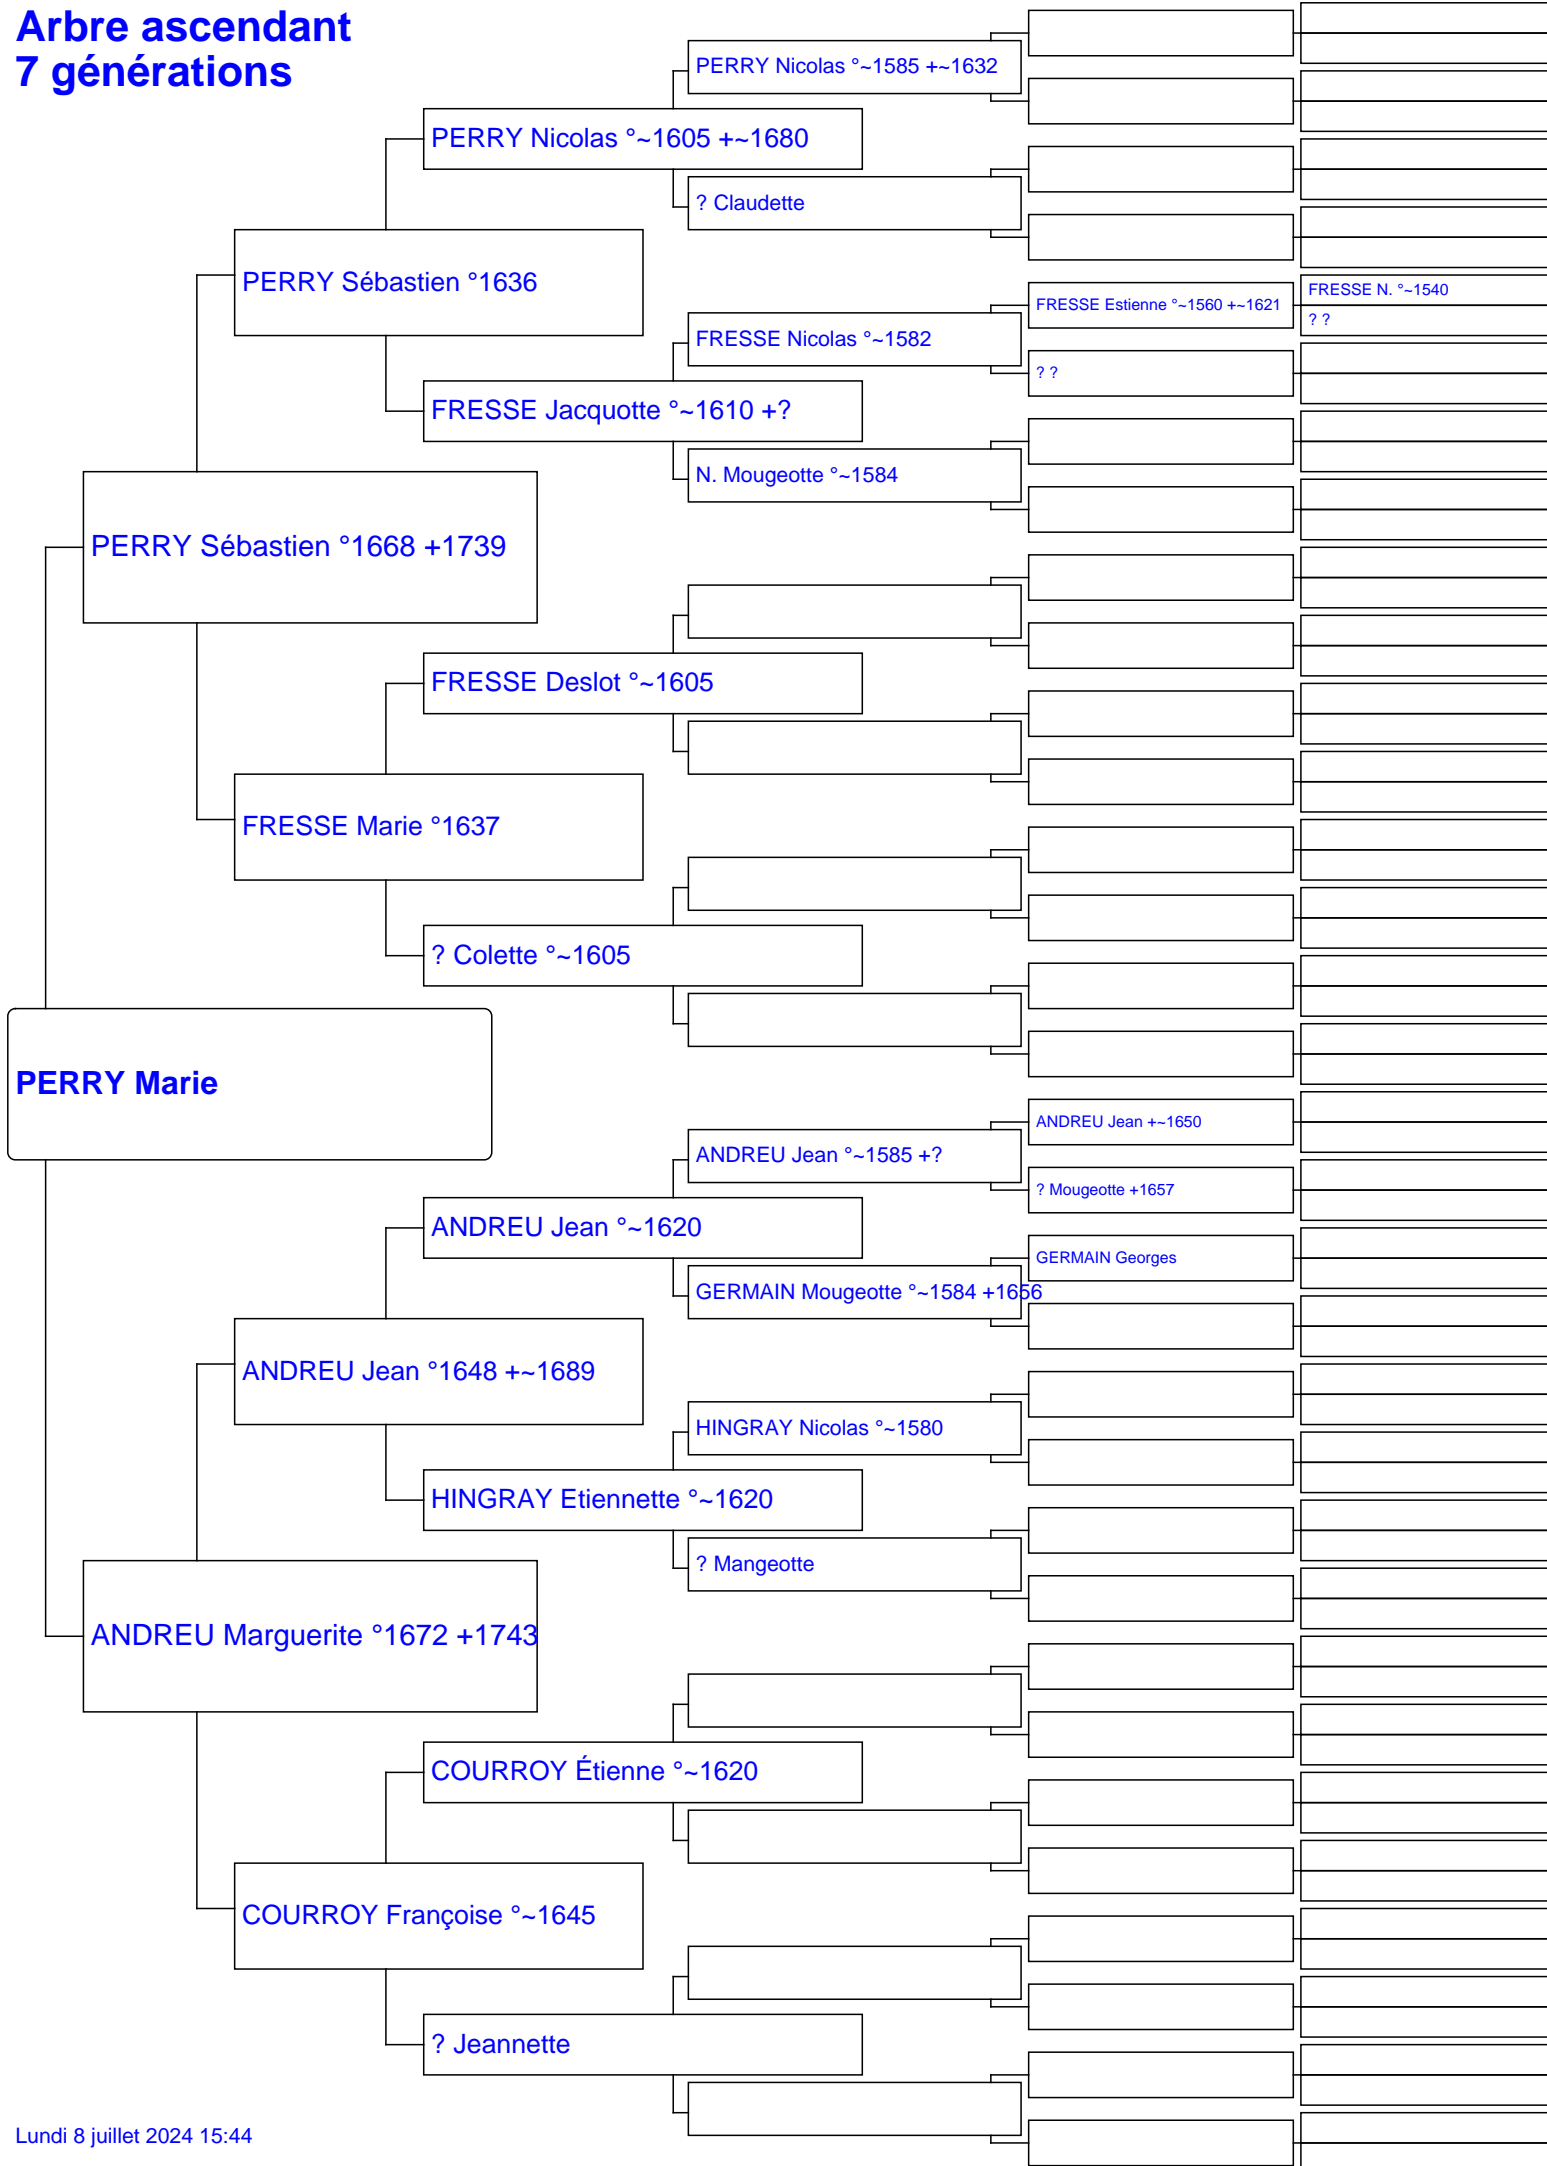 Arbre ascendant
7 générations
PERRY Nicolas °~1585 +~1632
PERRY Nicolas °~1605 +~1680
? Claudette
PERRY Sébastien °1636
FRESSE N. °~1540
FRESSE Estienne °~1560 +~1621
? ?
FRESSE Nicolas °~1582
? ?
FRESSE Jacquotte °~1610 +?
N. Mougeotte °~1584
PERRY Sébastien °1668 +1739
FRESSE Deslot °~1605
FRESSE Marie °1637
? Colette °~1605
PERRY Marie
ANDREU Jean +~1650
ANDREU Jean °~1585 +?
? Mougeotte +1657
ANDREU Jean °~1620
GERMAIN Georges
GERMAIN Mougeotte °~1584 +1656
ANDREU Jean °1648 +~1689
HINGRAY Nicolas °~1580
HINGRAY Etiennette °~1620
? Mangeotte
ANDREU Marguerite °1672 +1743
COURROY Étienne °~1620
COURROY Françoise °~1645
? Jeannette
Lundi 8 juillet 2024 15:44